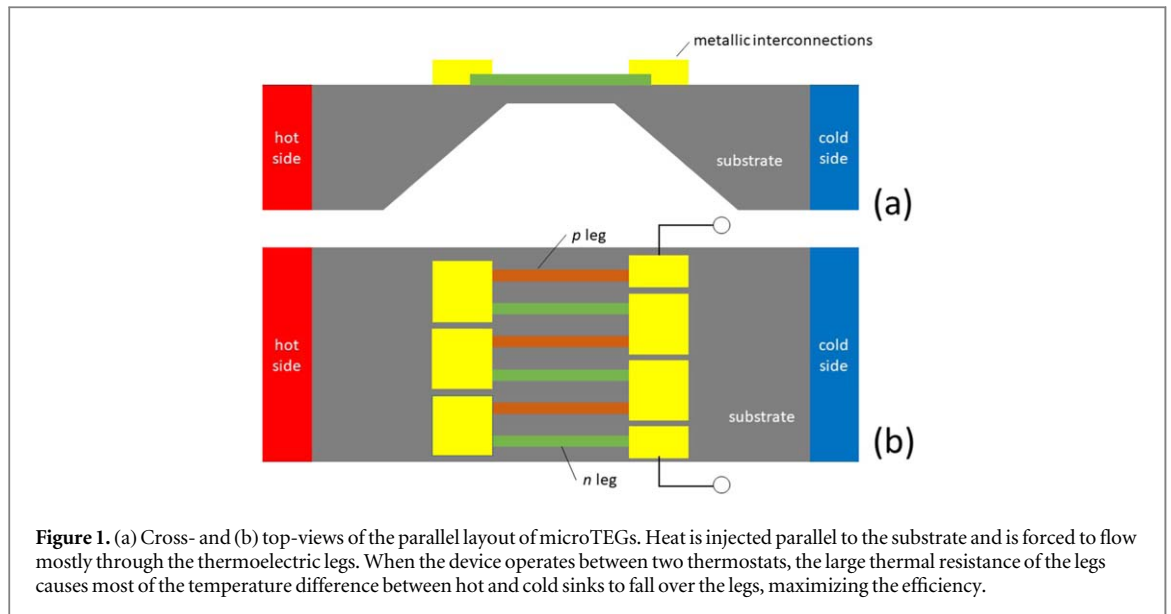 metallic interconnections
hot
side
cold
side
substrate
(a)
p leg
hot
side
cold
side
substrate
(b)
n leg
Figure 1. (a) Cross- and (b) top-views of the parallel layout of microTEGs. Heat is injected parallel to the substrate and is forced to flow
mostly through the thermoelectric legs. When the device operates between two thermostats, the large thermal resistance of the legs
causes most of the temperature difference between hot and cold sinks to fall over the legs, maximizing the efficiency.